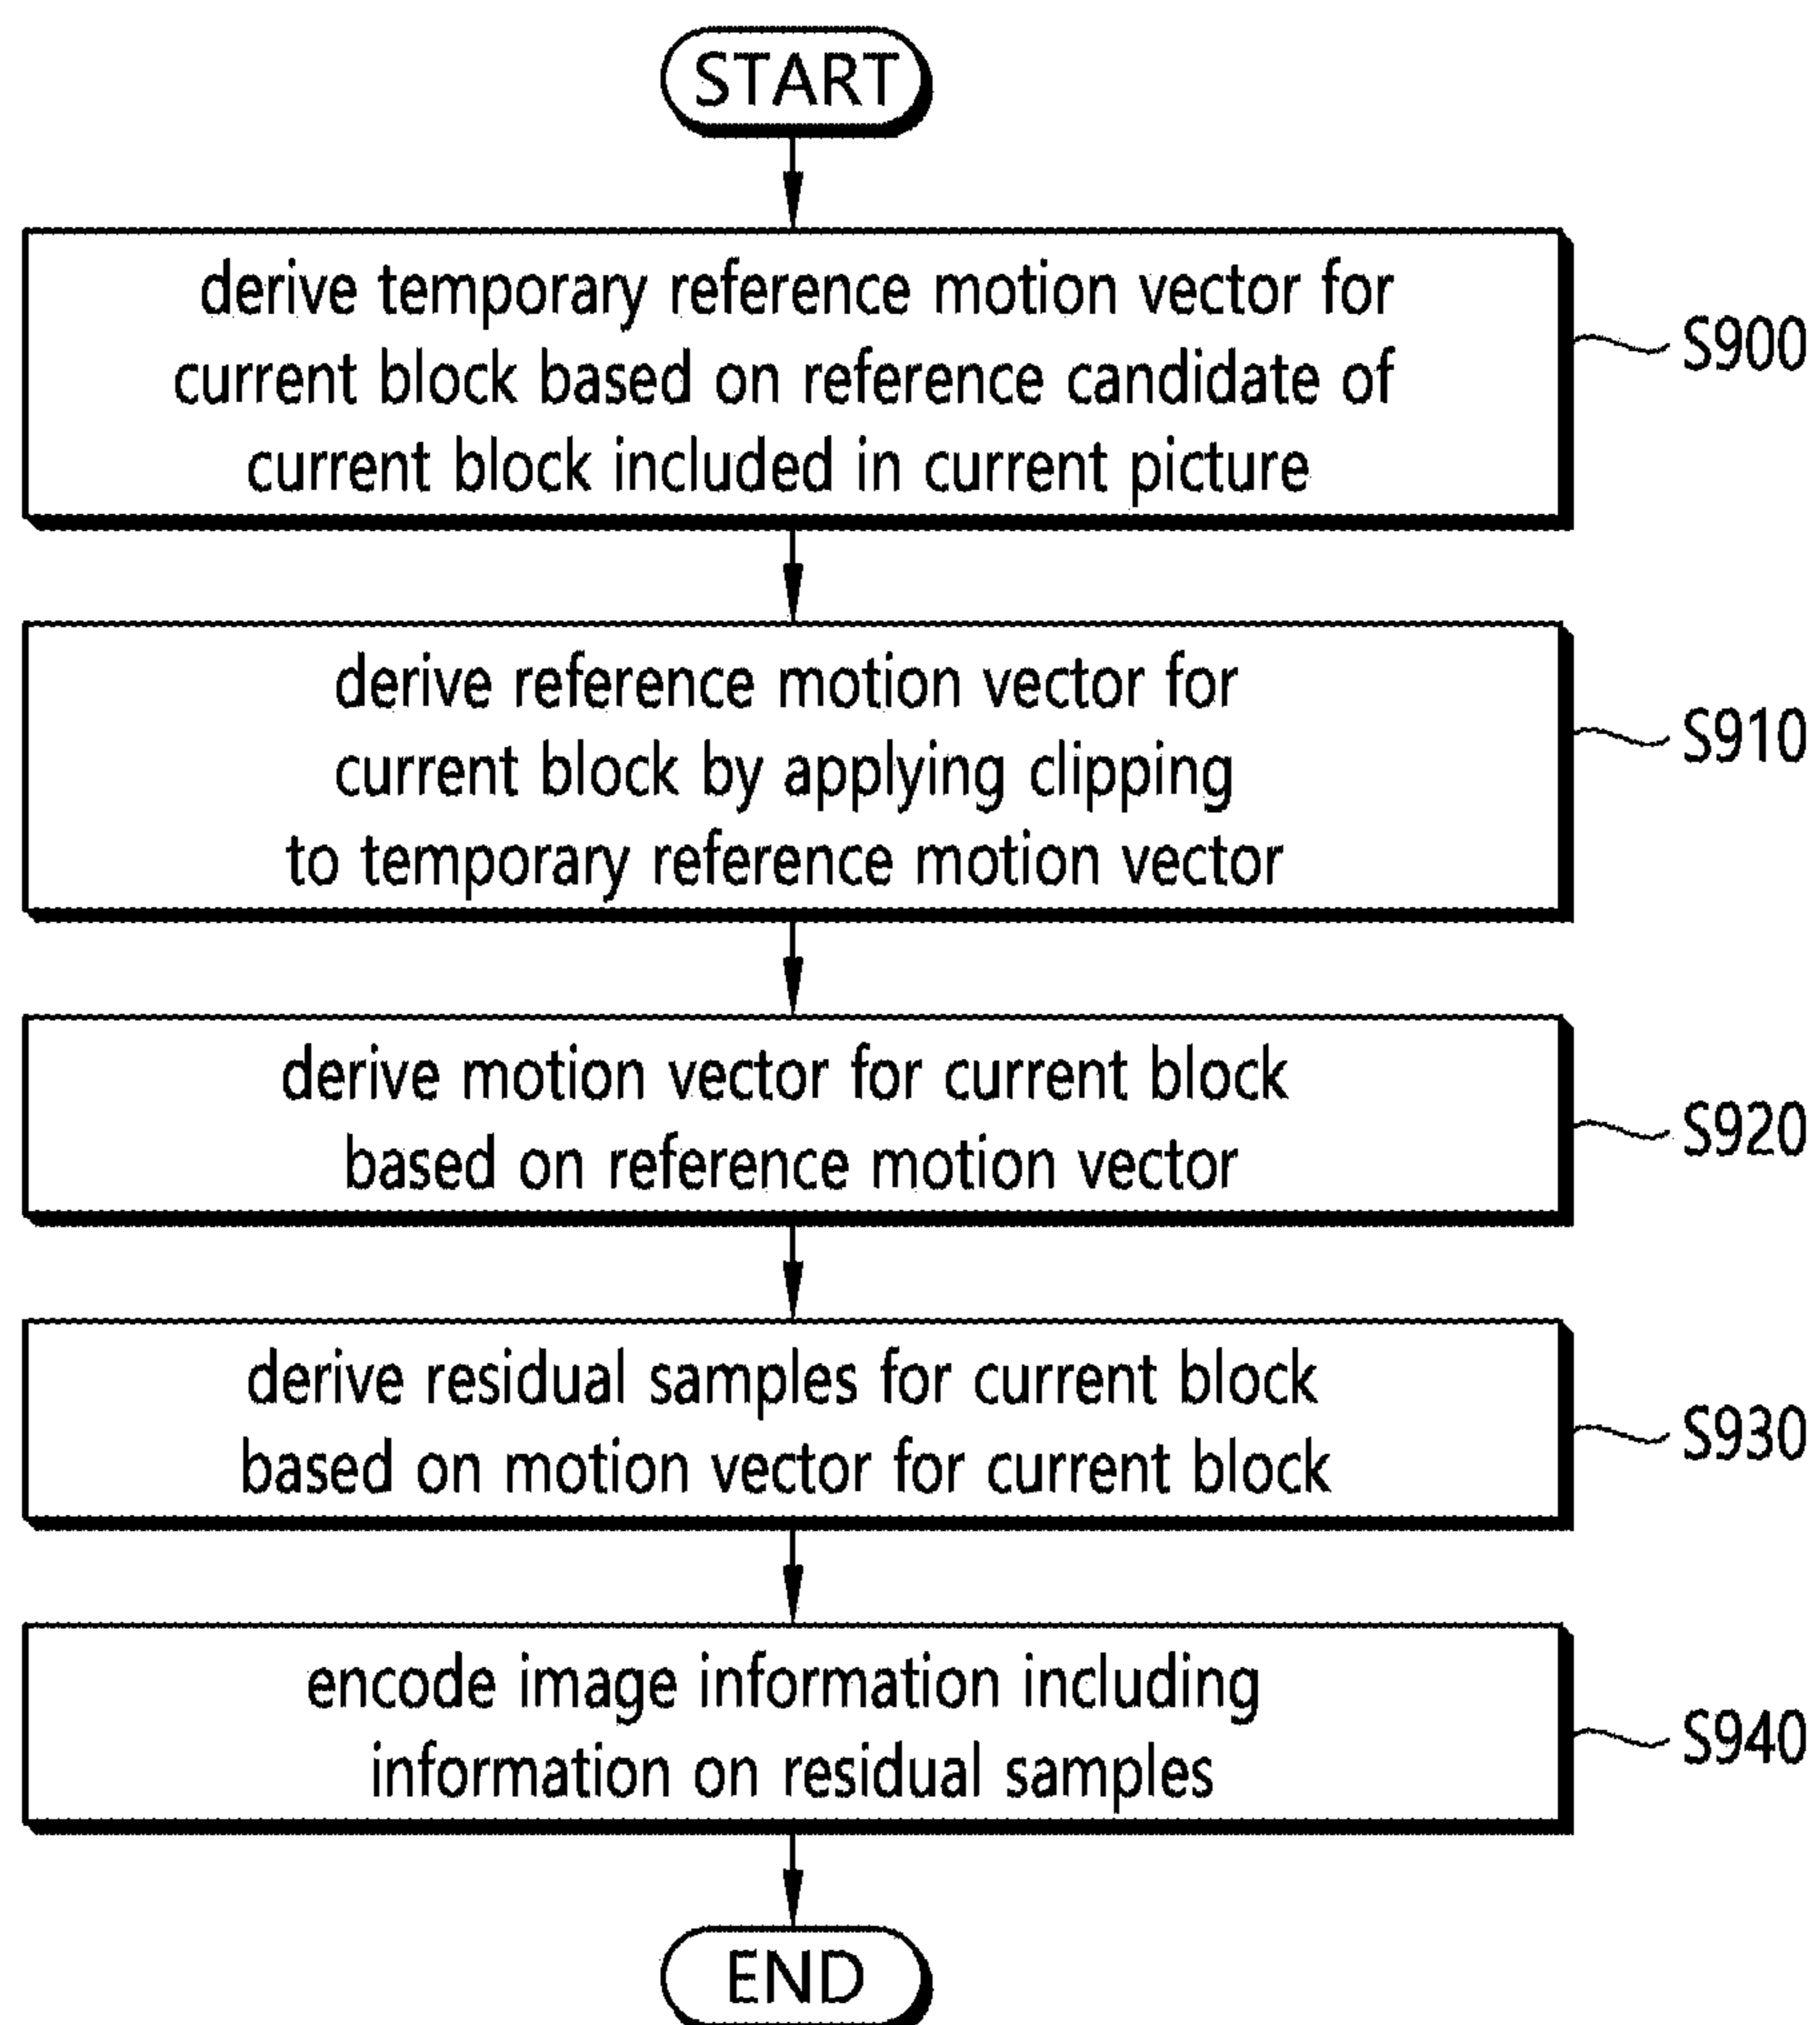 START
derive temporary reference motion vector for
current block based on reference candidate of
current block included in current picture
S900
derive reference motion vector for
current block by applying clipping
to temporary reference motion vector
S910
derive motion vector for current block
based on reference motion vector
S920
derive residual samples for current block
based on motion vector for current block
S930
encode image information including
information on residual samples
S940
END